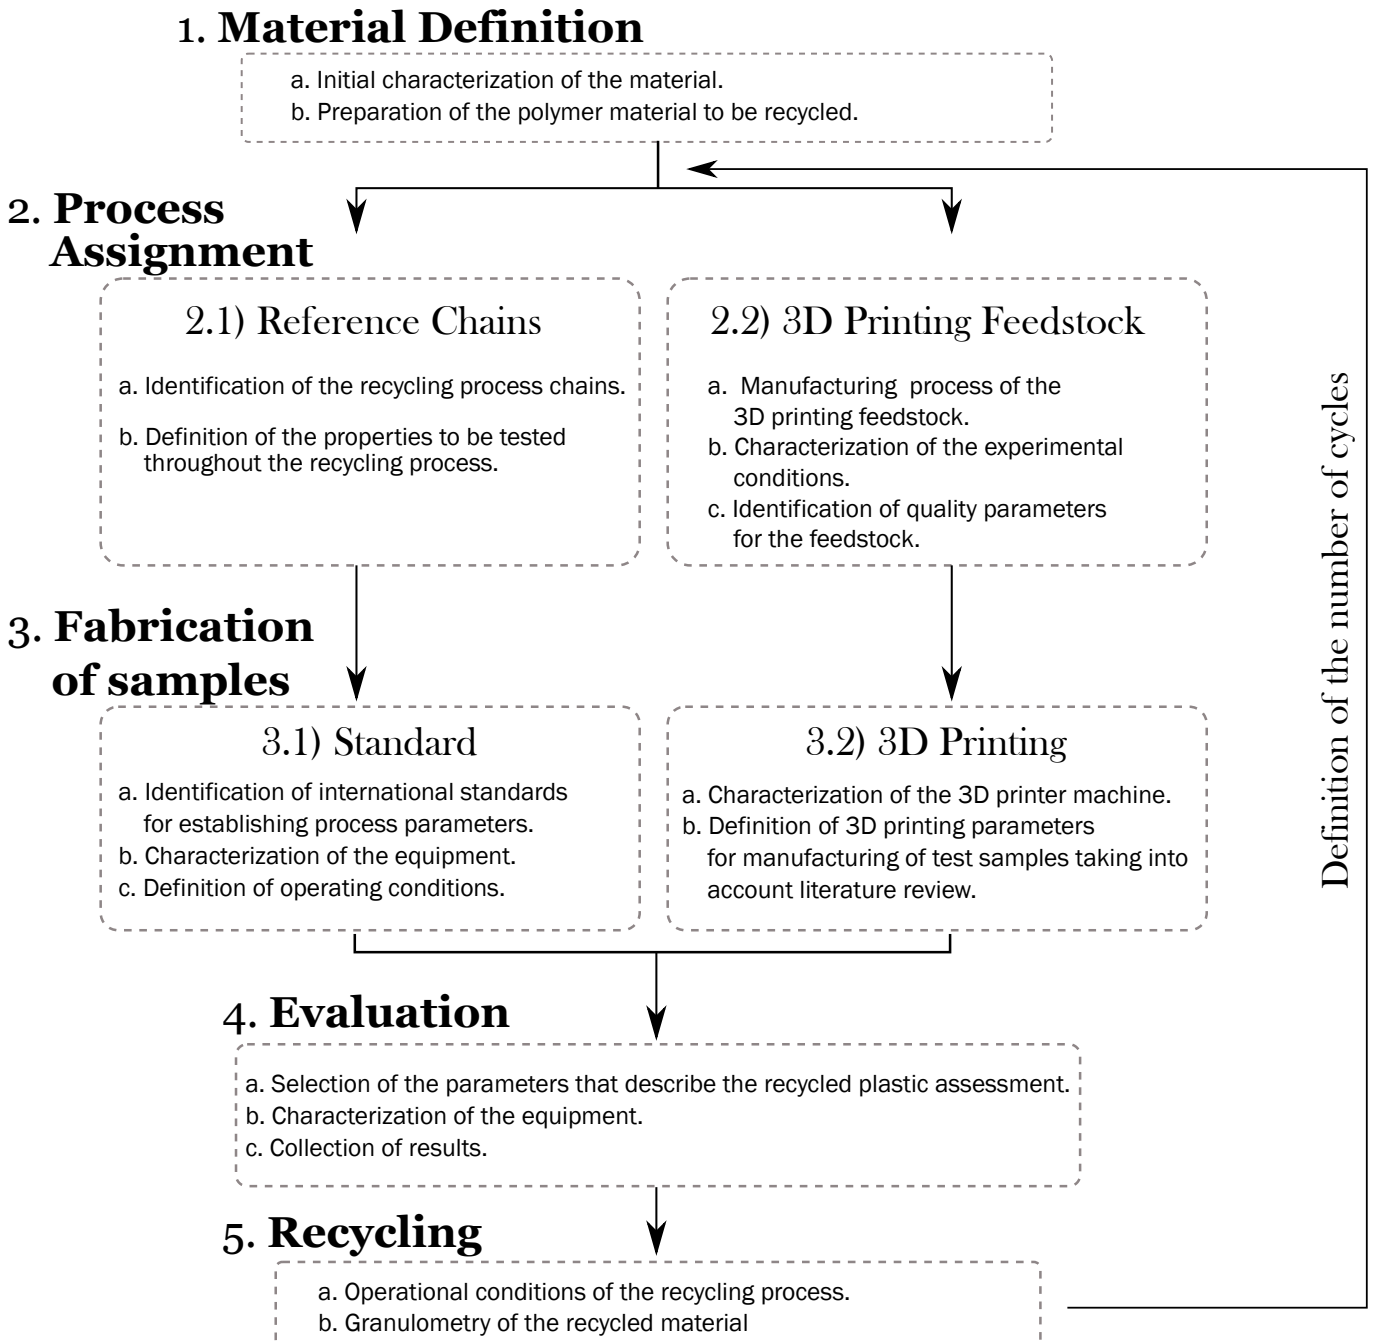 1. Material Definition
a. Initial characterization of the material.
b. Preparation of the polymer material to be recycled.
2. Process
Assignment
2.1) Reference Chains
a. Identification of the recycling process chains.
b. Definition of the properties to be tested
throughout the recycling process.
2.2) 3D Printing Feedstock
a. Manufacturing process of the
3D printing feedstock.
b. Characterization of the experimental
conditions.
c. Identification of quality parameters
for the feedstock.
3. Fabrication
of samples
3.1) Standard
a. Identification of international standards
for establishing process parameters.
b. Characterization of the equipment.
c. Definition of operating conditions.
3.2) 3D Printing
a. Characterization of the 3D printer machine.
b. Definition of 3D printing parameters
for manufacturing of test samples taking into
account literature review.
4. Evaluation
a. Selection of the parameters that describe the recycled plastic assessment.
b. Characterization of the equipment.
c. Collection of results.
5. Recycling
a. Operational conditions of the recycling process.
b. Granulometry of the recycled material
Definition of the number of cycles